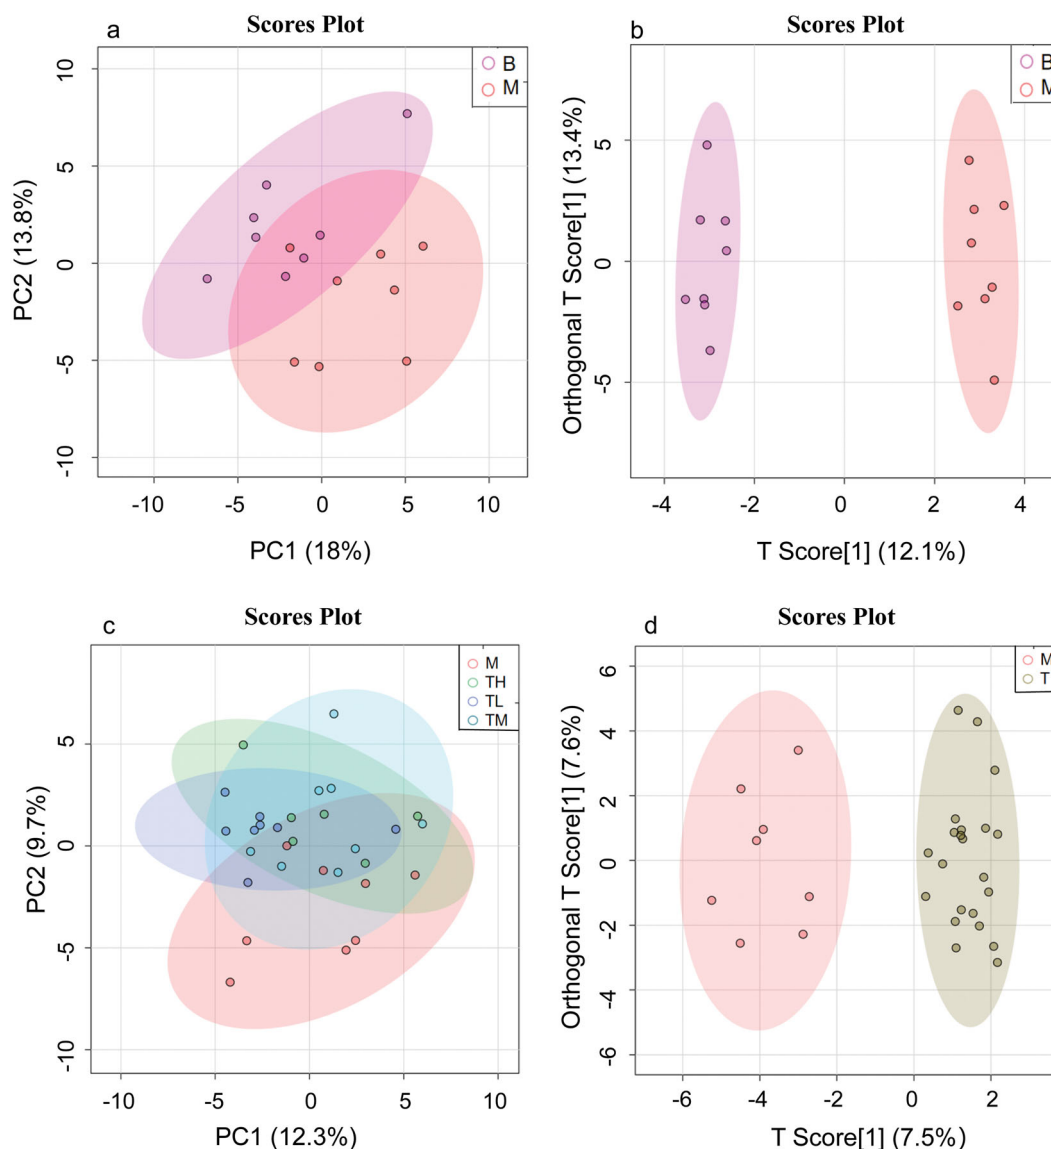 a
Scores Plot
B
M
10
5
0
-5
-10
PC2 (13.8%)
-10
-5
0
5
10
PC1 (18%)
b
Scores Plot
B
M
5
0
-5
Orthogonal T Score[1] (13.4%)
-4
-2
0
2
4
T Score[1] (12.1%)
c
Scores Plot
M
TH
TL
TM
5
0
-5
-10
PC2 (9.7%)
-10
-5
0
5
10
PC1 (12.3%)
d
Scores Plot
M
T
6
4
2
0
-2
-4
-6
Orthogonal T Score[1] (7.6%)
-6
-4
-2
0
2
T Score[1] (7.5%)